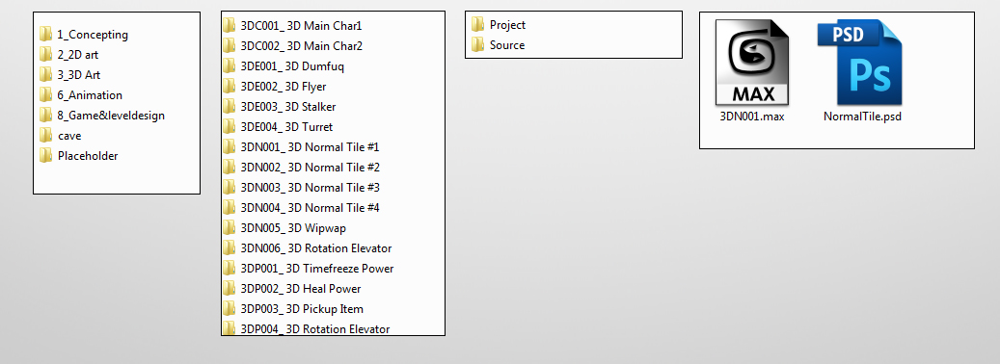 1_Concepting
2_2D art
3_3D Art
6_Animation
8_Game&leveldesign
cave
Placeholder
3DC001_ 3D Main Char1
3DC002_ 3D Main Char2
3DE001_ 3D Dumfuq
3DE002_ 3D Flyer
3DE003_ 3D Stalker
3DE004_ 3D Turret
3DN001_ 3D Normal Tile #1
3DN002_ 3D Normal Tile #2
3DN003_ 3D Normal Tile #3
3DN004_ 3D Normal Tile #4
3DN005_ 3D Wipwap
3DN006_ 3D Rotation Elevator
3DP001_ 3D Timefreeze Power
3DP002_ 3D Heal Power
3DP003_ 3D Pickup Item
3DP004_ 3D Rotation Elevator
Project
Source
MAX
3DN001.max
PSD
Ps
NormalTile.psd